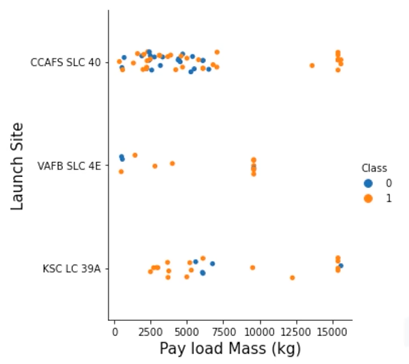 Launch Site
CCAFS SLC 40
VAFB SLC 4E
KSC LC 39A
Class
0
1
0 2500 5000 7500 10000 12500 15000
Pay load Mass (kg)